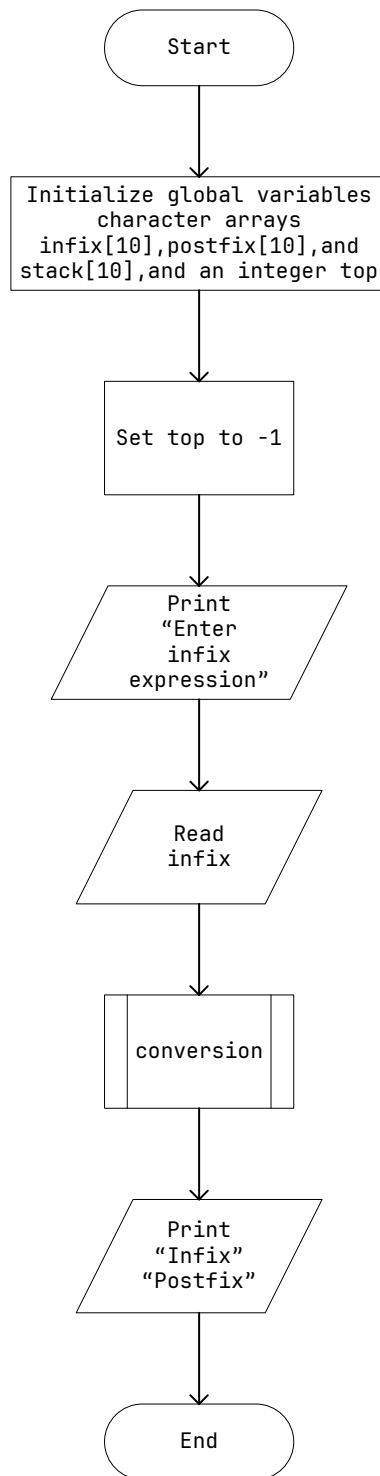 Start
Initialize global variables
character arrays
infix[10],postfix[10],and
stack[10],and an integer top
Set top to -1
Print
“Enter
infix
expression”
Read
infix
conversion
Print
“Infix”
“Postfix”
End